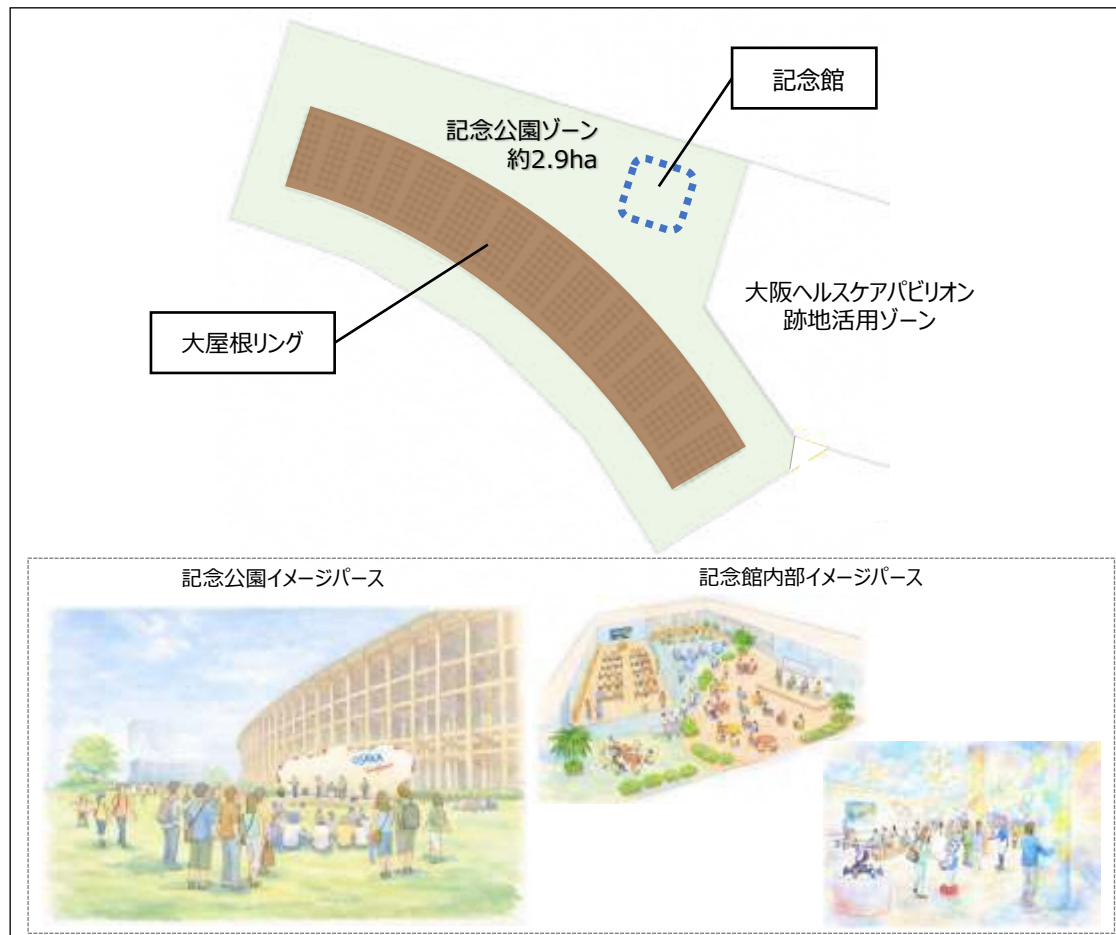 記念館
記念公園ゾーン
約2.9ha
大阪ヘルスケアパビリオン
跡地活用ゾーン
大屋根リング
記念公園イメージパース
記念館内部イメージパース
OSAKA